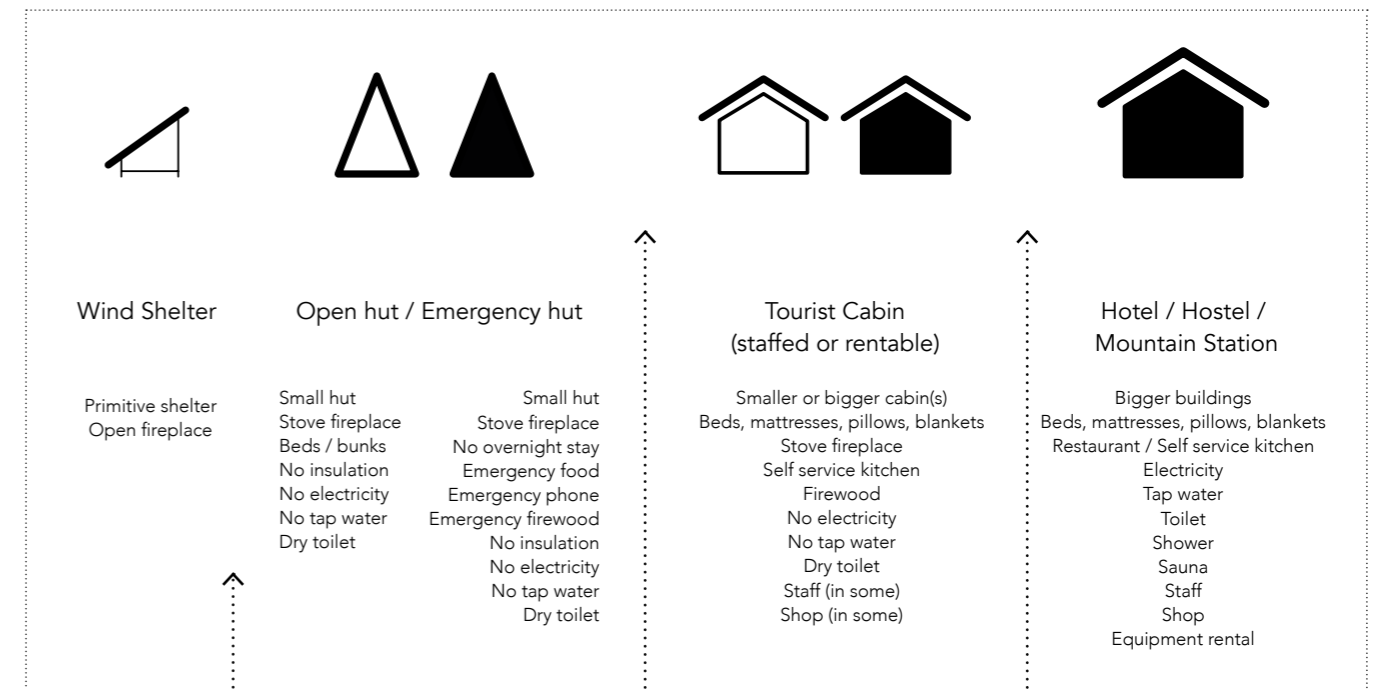 Wind Shelter
Primitive shelter
Open fireplace
Open hut / Emergency hut
Small hut
Stove fireplace
Beds / bunks
No insulation
No electricity
No tap water
Dry toilet
Small hut
Stove fireplace
No overnight stay
Emergency food
Emergency phone
Emergency firewood
No insulation
No electricity
No tap water
Dry toilet
Tourist Cabin
(staffed or rentable)
Smaller or bigger cabin(s)
Beds, mattresses, pillows, blankets
Stove fireplace
Self service kitchen
Firewood
No electricity
No tap water
Dry toilet
Staff (in some)
Shop (in some)
Hotel / Hostel /
Mountain Station
Bigger buildings
Beds, mattresses, pillows, blankets
Restaurant / Self service kitchen
Electricity
Tap water
Toilet
Shower
Sauna
Staff
Shop
Equipment rental